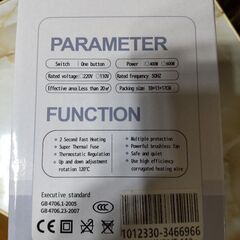 PARAMETER
Switch One button Power □400W □600W
Rated voltage □220V □110V Rated frequency 50HZ
Effective area Less than 20㎡ Packing size 10*13*17CM
FUNCTION
2 Second Fast Heating
Super Thermal Fuse
Thermostatic Regulation
Up and down adjustment
rotation 120°C
Multiple protection
Powerful brushless fan
Safe and quiet
Use high efficiency
corrugated heating wire
Executive standard
GB4706.1-2005
GB4706.23-2007
1012330-3466966